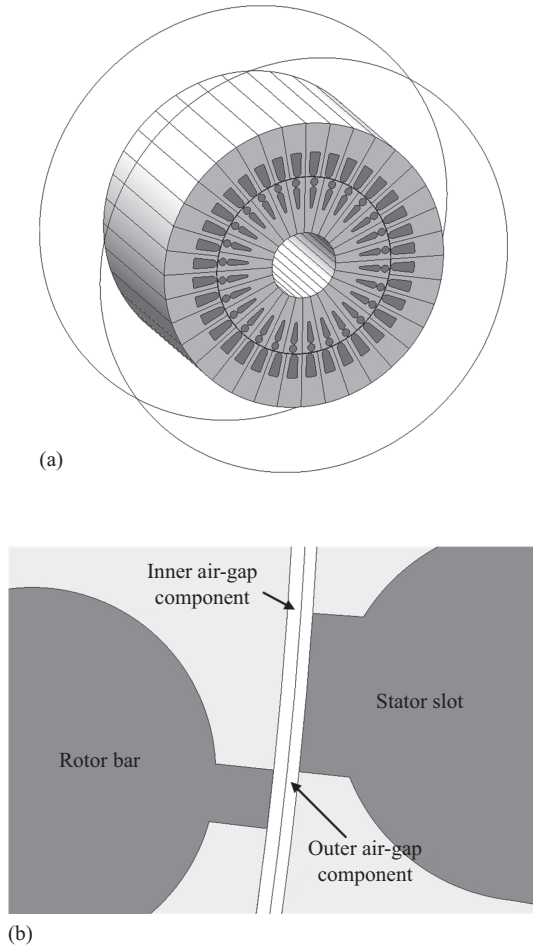 (a)
Inner air-gap
component
Stator slot
Rotor bar
Outer air-gap
component
(b)